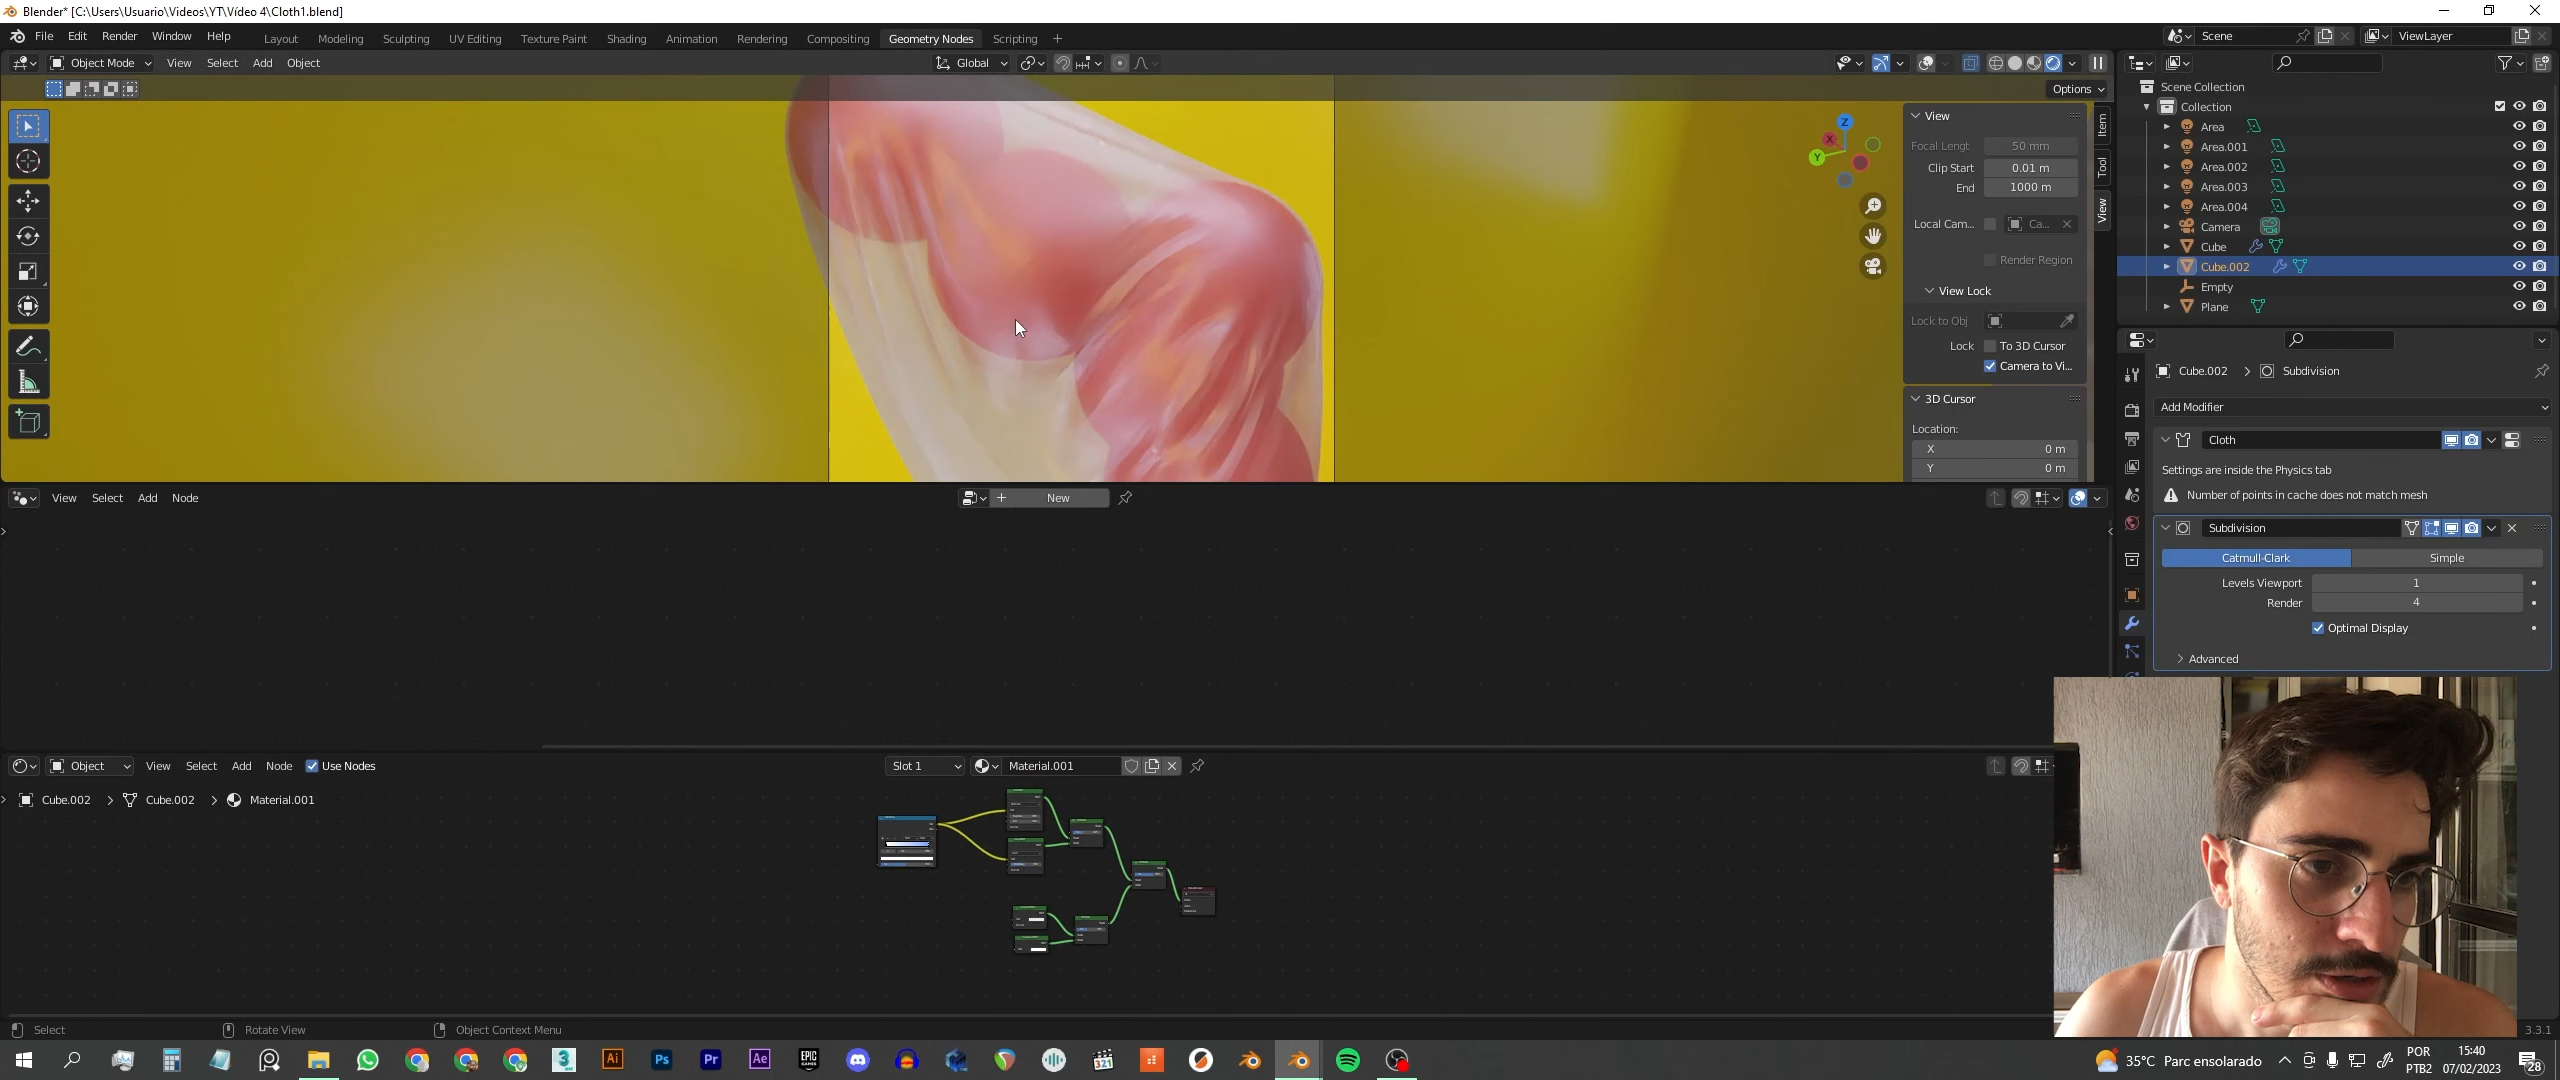 Blender* [C:\Users\Usuario\Videos\YT\Vídeo 4\Cloth1.blend]
File Edit Render Window Help Layout Modeling Sculpting UV Editing Texture Paint Shading Animation Rendering Compositing Geometry Nodes Scripting + Scene ViewLayer
Object Mode View Select Add Object Global
Options
View
Focal Lengt 50 mm
Clip Start 0.01 m
End 1000 m
Local Cam... Ca...
Render Region
View Lock
Lock to Obj
Lock To 3D Cursor
Camera to Vi...
3D Cursor
Location:
X 0 m
Y 0 m
Item
Tool
View
Z
X
Y
Scene Collection
Collection
Area
Area.001
Area.002
Area.003
Area.004
Camera
Cube
Cube.002
Empty
Plane
Cube.002 > Subdivision
Add Modifier
Cloth
Settings are inside the Physics tab
Number of points in cache does not match mesh
Subdivision
Catmull-Clark Simple
Levels Viewport 1
Render 4
Optimal Display
Advanced
View Select Add Node New
Object View Select Add Node Use Nodes Slot 1 Material.001
Cube.002 > Cube.002 > Material.001
Select Rotate View Object Context Menu 3.3.1
35°C Parc ensolarado
POR
PTB2
15:40
07/02/2023
28